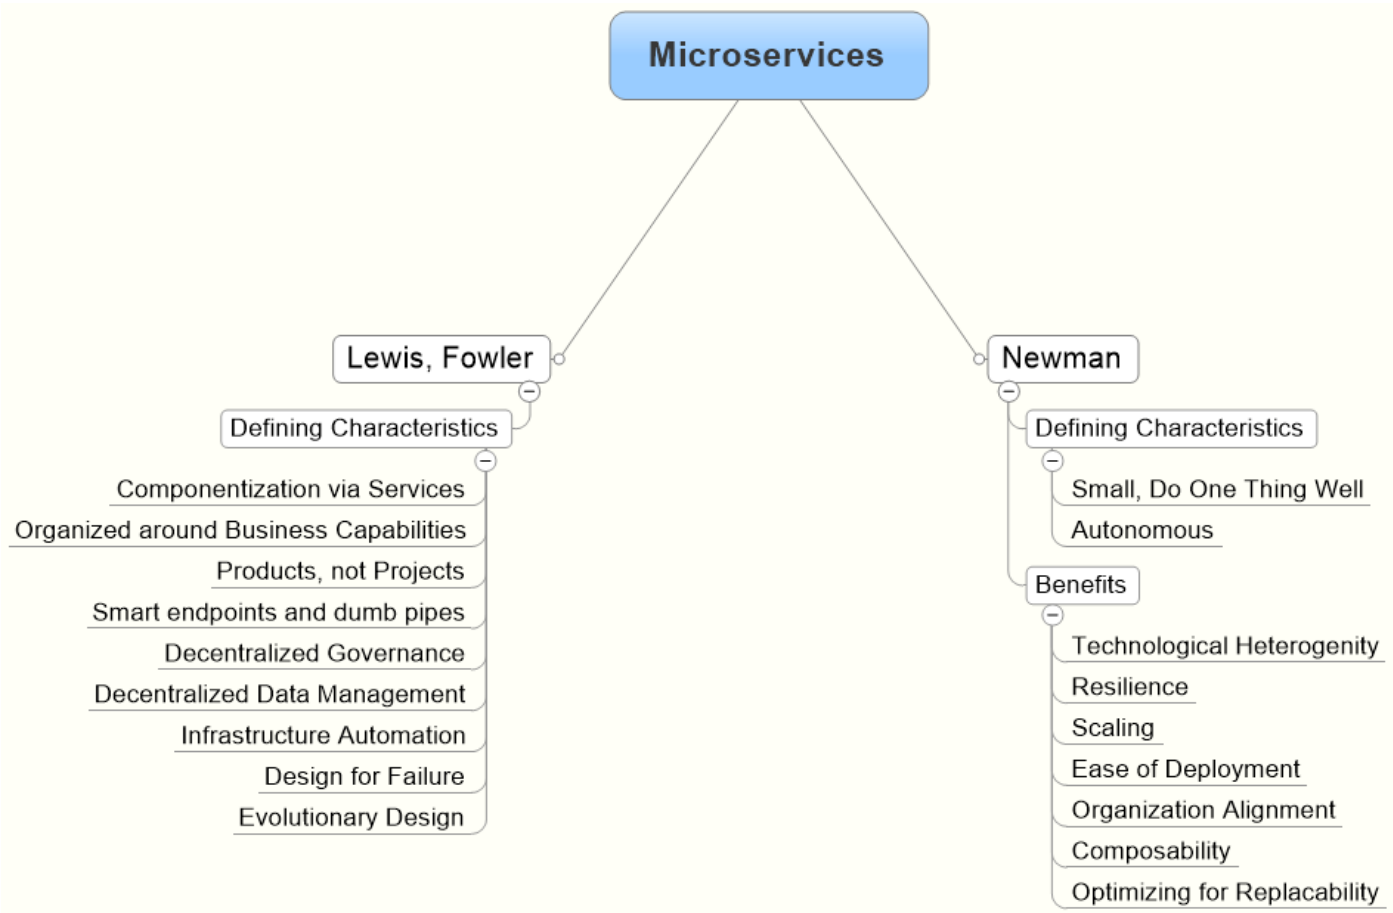 Microservices
Lewis, Fowler
Defining Characteristics
Componentization via Services
Organized around Business Capabilities
Products, not Projects
Smart endpoints and dumb pipes
Decentralized Governance
Decentralized Data Management
Infrastructure Automation
Design for Failure
Evolutionary Design
Newman
Defining Characteristics
Small, Do One Thing Well
Autonomous
Benefits
Technological Heterogenity
Resilience
Scaling
Ease of Deployment
Organization Alignment
Composability
Optimizing for Replacability